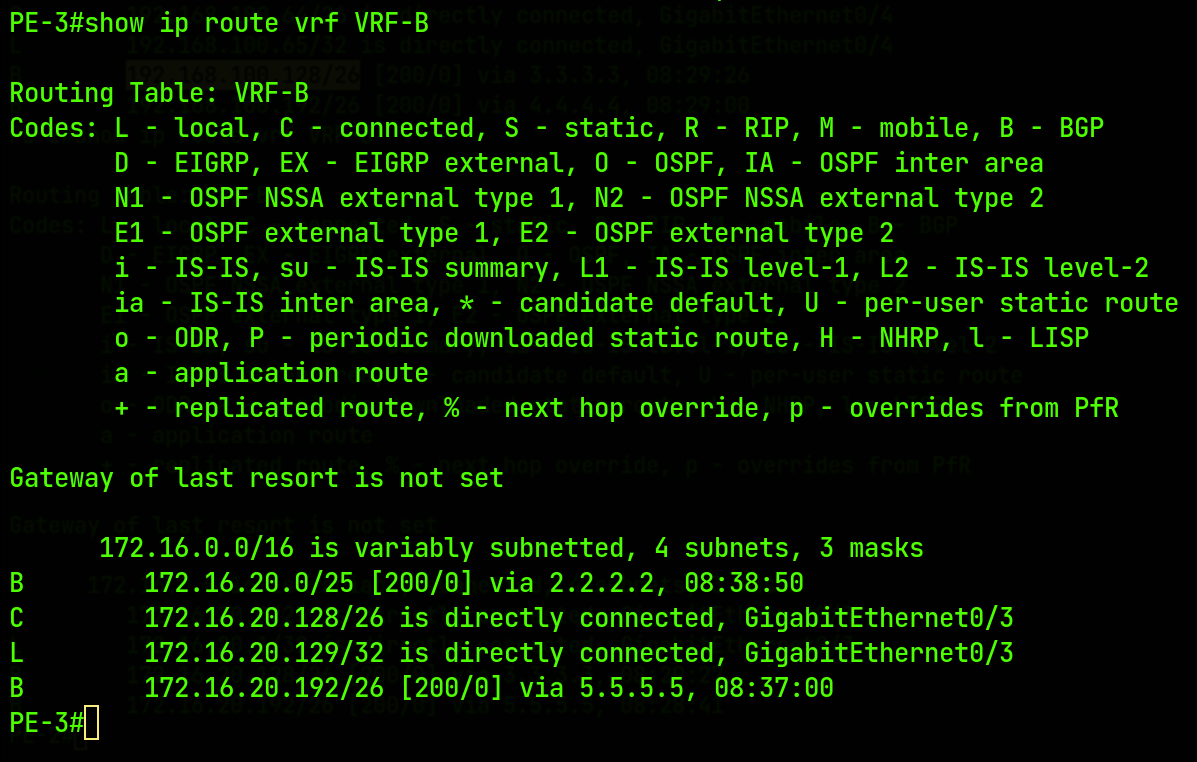 PE-3#show ip route vrf VRF-B
Routing Table: VRF-B
Codes: L - local, C - connected, S - static, R - RIP, M - mobile, B - BGP
       D - EIGRP, EX - EIGRP external, O - OSPF, IA - OSPF inter area
       N1 - OSPF NSSA external type 1, N2 - OSPF NSSA external type 2
       E1 - OSPF external type 1, E2 - OSPF external type 2
       i - IS-IS, su - IS-IS summary, L1 - IS-IS level-1, L2 - IS-IS level-2
       ia - IS-IS inter area, * - candidate default, U - per-user static route
       o - ODR, P - periodic downloaded static route, H - NHRP, l - LISP
       a - application route
       + - replicated route, % - next hop override, p - overrides from PfR
Gateway of last resort is not set
      172.16.0.0/16 is variably subnetted, 4 subnets, 3 masks
B        172.16.20.0/25 [200/0] via 2.2.2.2, 08:38:50
C        172.16.20.128/26 is directly connected, GigabitEthernet0/3
L        172.16.20.129/32 is directly connected, GigabitEthernet0/3
B        172.16.20.192/26 [200/0] via 5.5.5.5, 08:37:00
PE-3#